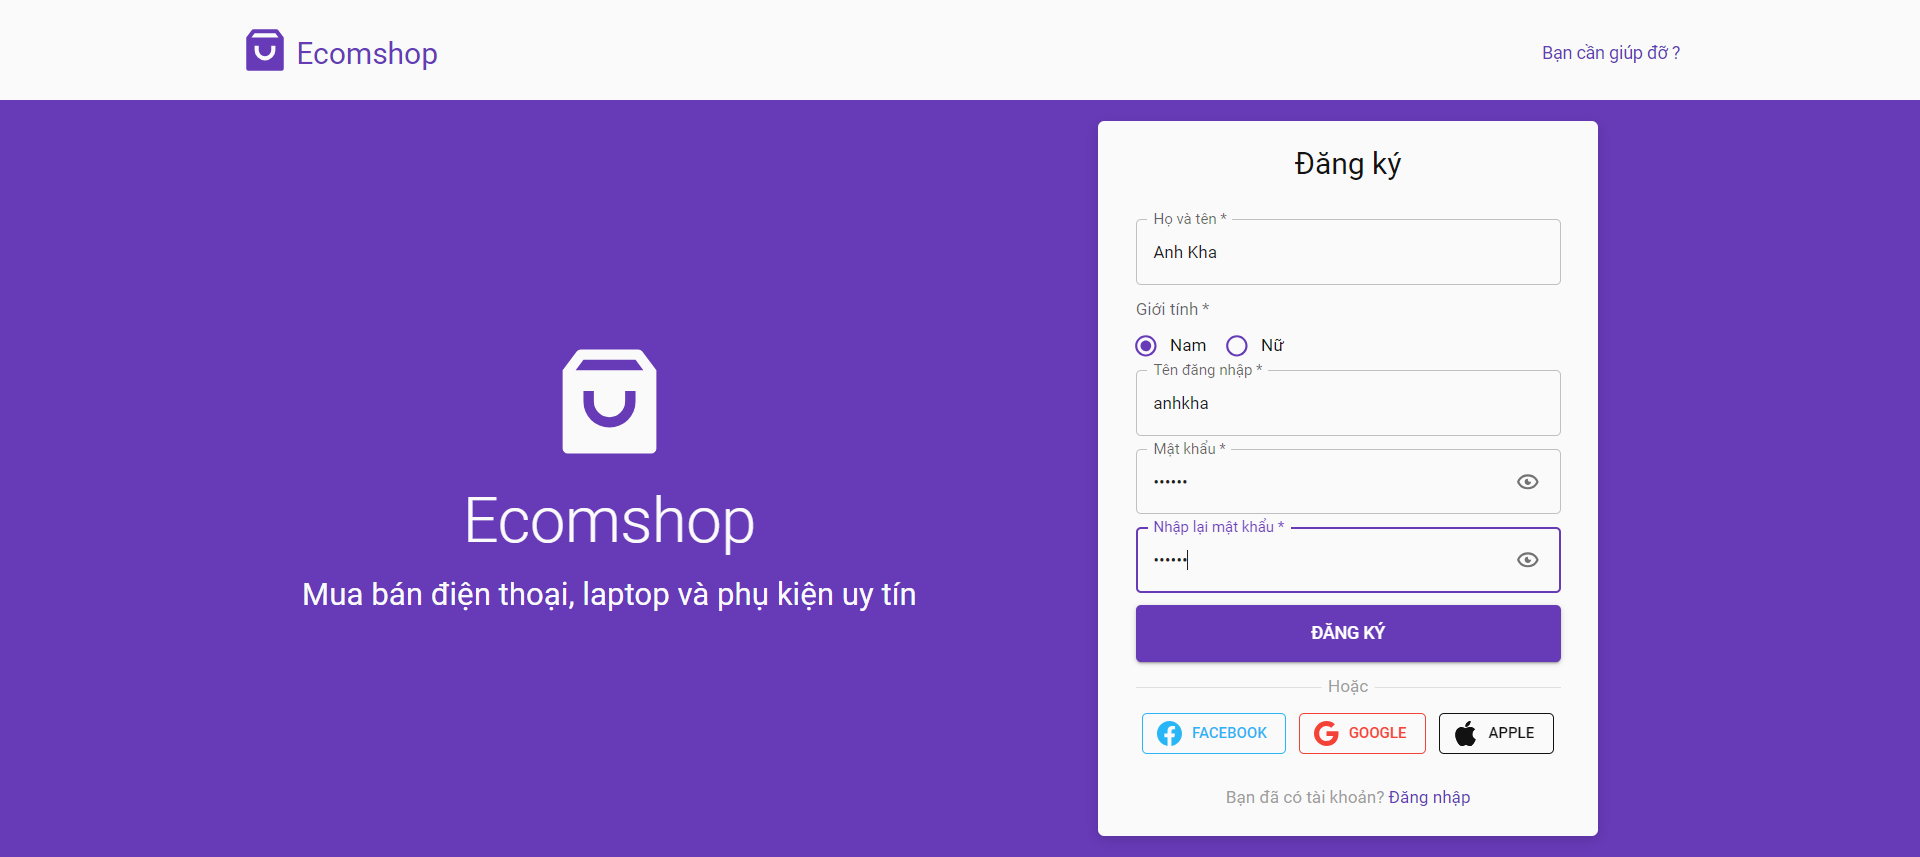 Ecomshop
Bạn cần giúp đỡ ?
Ecomshop
Mua bán điện thoại, laptop và phụ kiện uy tín
Đăng ký
Họ và tên *
Anh Kha
Giới tính *
Nam
Nữ
Tên đăng nhập *
anhkha
Mật khẩu *
••••••
Nhập lại mật khẩu *
••••••
ĐĂNG KÝ
Hoặc
FACEBOOK
GOOGLE
APPLE
Bạn đã có tài khoản? Đăng nhập